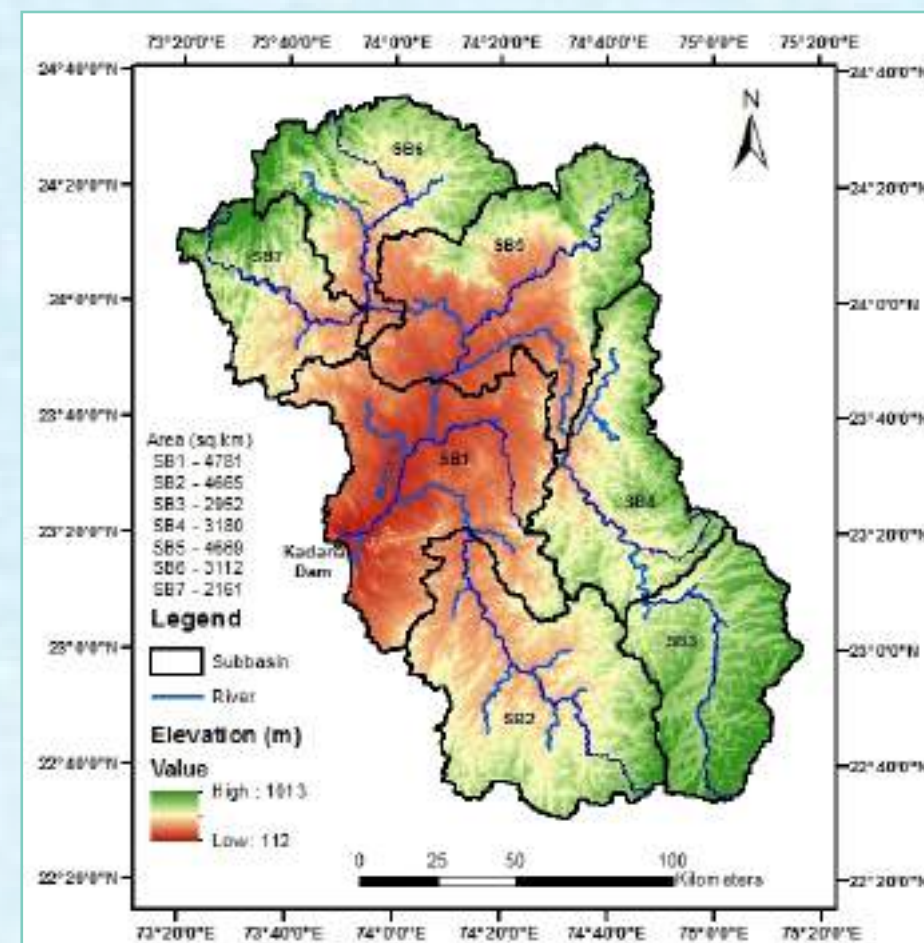 73°20'0"E 73°40'0"E 74°0'0"E 74°20'0"E 74°40'0"E 75°0'0"E 75°20'0"E
24°40'0"N 24°40'0"N
N
SB6
24°20'0"N 24°20'0"N
SB5
SB7
24°0'0"N 24°0'0"N
23°40'0"N 23°40'0"N
Area (sq.km)
SB1 - 4781
SB1
SB2 - 4665
SB3 - 2952
SB4 - 3180
SB4
SB5 - 4669
23°20'0"N 23°20'0"N
SB6 - 3112
Kadana
Dam
SB7 - 2161
Legend
23°0'0"N 23°0'0"N
Subbasin
SB3
River
SB2
Elevation (m)
22°40'0"N 22°40'0"N
Value
High : 1013
Low : 112
0 25 50 100
Kilometers
22°20'0"N 22°20'0"N
73°20'0"E 73°40'0"E 74°0'0"E 74°20'0"E 74°40'0"E 75°0'0"E 75°20'0"E